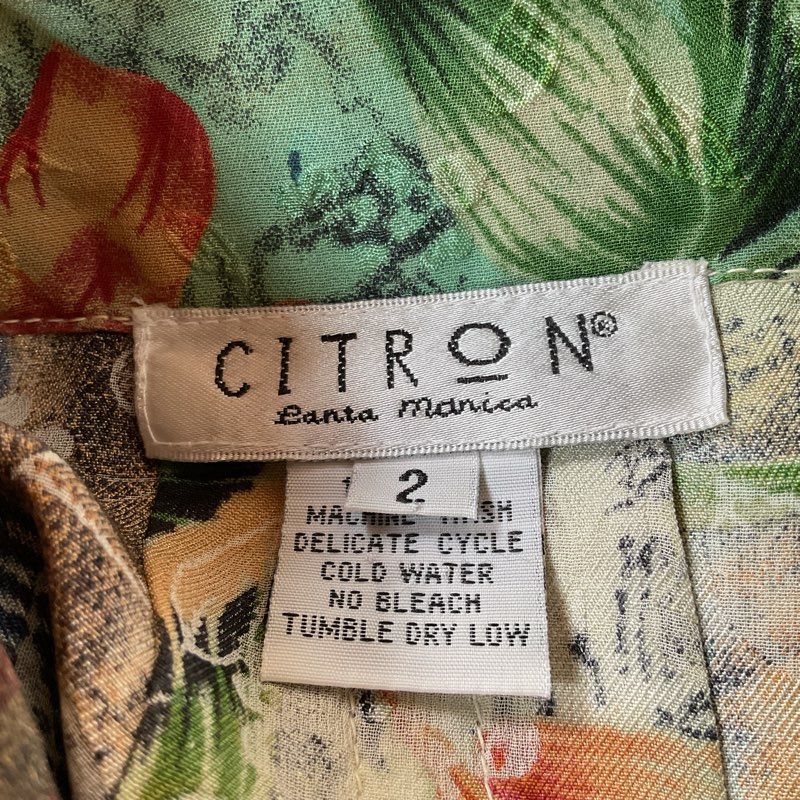 CITRON®
Santa Monica
2
MACHINE WASH
DELICATE CYCLE
COLD WATER
NO BLEACH
TUMBLE DRY LOW